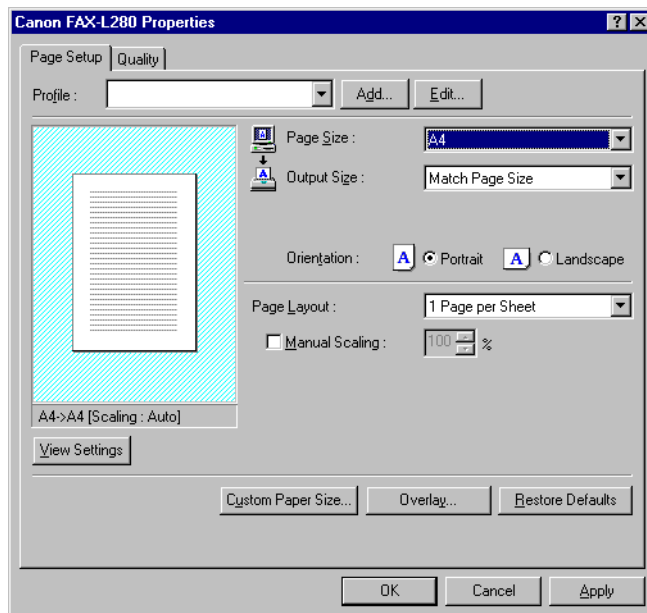 Canon FAX-L280 Properties
Page Setup
Quality
Profile :
Add...
Edit...
Page Size :
A4
Output Size :
Match Page Size
Orientation :
A
Portrait
A
Landscape
Page Layout :
1 Page per Sheet
Manual Scaling :
100
%
A4->A4 [Scaling : Auto]
View Settings
Custom Paper Size...
Overlay...
Restore Defaults
OK
Cancel
Apply